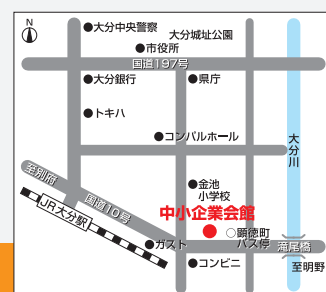 N
●大分中央警察
大分城址公園
●市役所
国道197号
●大分銀行
●県庁
●トキハ
●コンパルホール
大分川
至別府
●金池
小学校
国道10号
JR大分駅
中小企業会館
○顕徳町
バス停
滝尾橋
●ガスト
●コンビニ
至明野